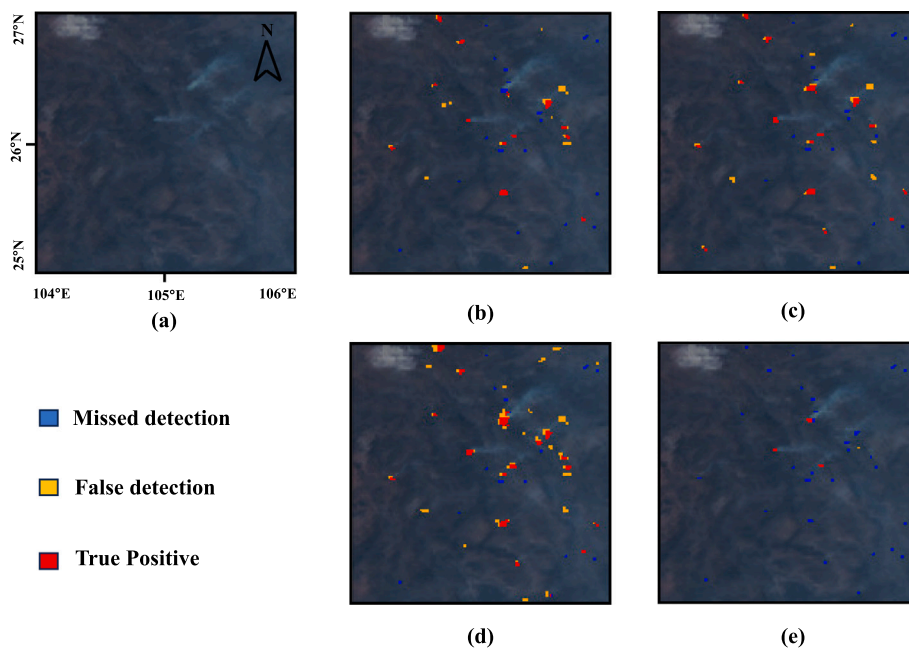 27°N
N
26°N
25°N
104°E
105°E
106°E
(a)
(b)
(c)
Missed detection
False detection
True Positive
(d)
(e)